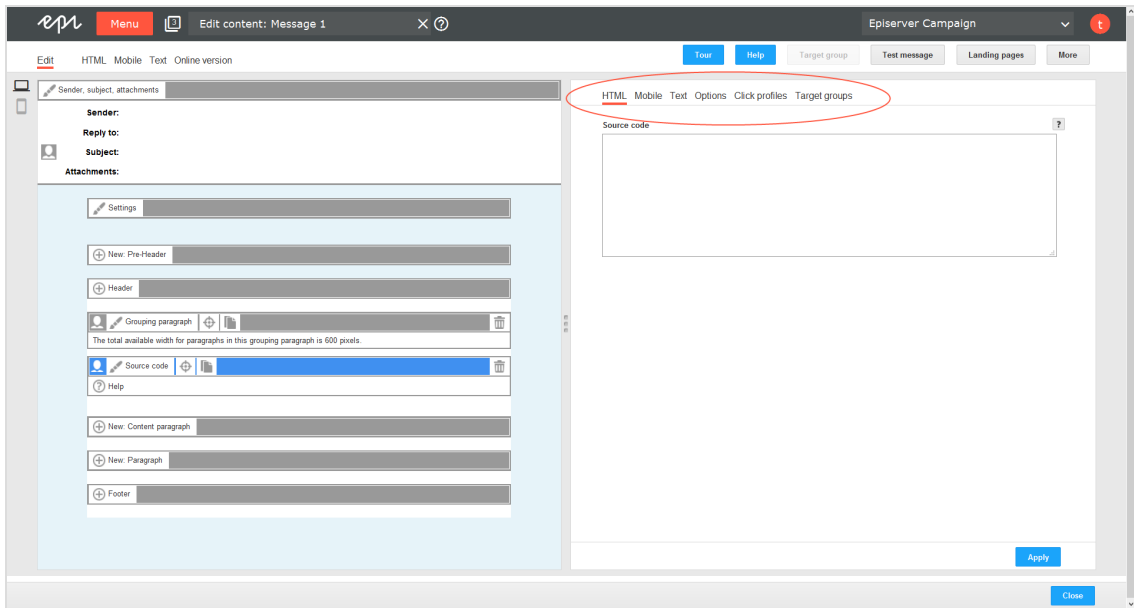 epi Menu 3 Edit content: Message 1 Episerver Campaign t
Edit HTML Mobile Text Online version Tour Help Target group Test message Landing pages More
Sender, subject, attachments
Sender:
Reply to:
Subject:
Attachments:
Settings
New: Pre-Header
Header
Grouping paragraph
The total available width for paragraphs in this grouping paragraph is 600 pixels.
Source code
? Help
New: Content paragraph
New: Paragraph
Footer
HTML Mobile Text Options Click profiles Target groups
Source code ?
Apply
Close